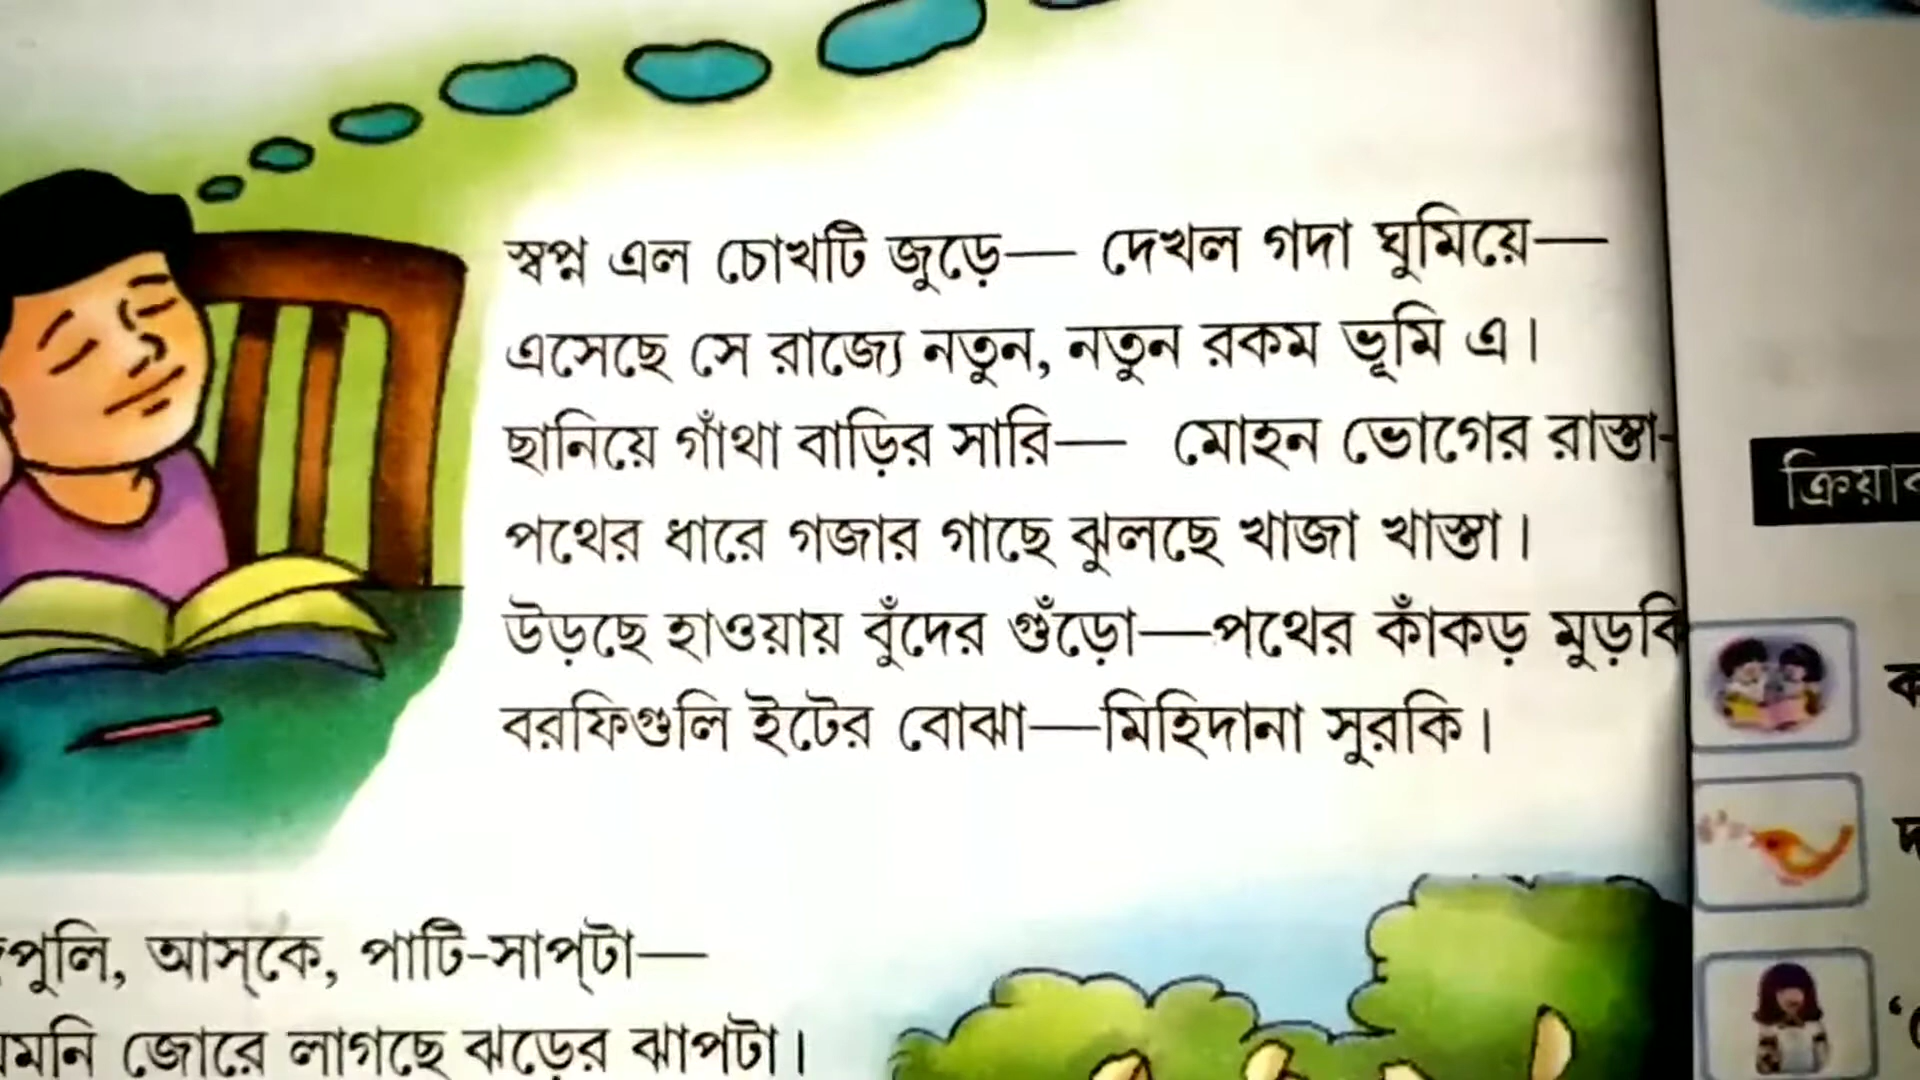 স্বপ্ন এল চোখটি জুড়ে— দেখল গদা ঘুমিয়ে—
এসেছে সে রাজ্যে নতুন, নতুন রকম ভূমি এ।
ছানিয়ে গাঁথা বাড়ির সারি— মোহন ভোগের রাস্তা-
পথের ধারে গজার গাছে ঝুলছে খাজা খাস্তা।
উড়ছে হাওয়ায় বুঁদের গুঁড়ো—পথের কাঁকড় মুড়কি
বরফিগুলি ইটের বোঝা—মিহিদানা সুরকি।
আস্‌কে, পাটি-সাপ্‌টা—
জোরে লাগছে ঝড়ের ঝাপটা।